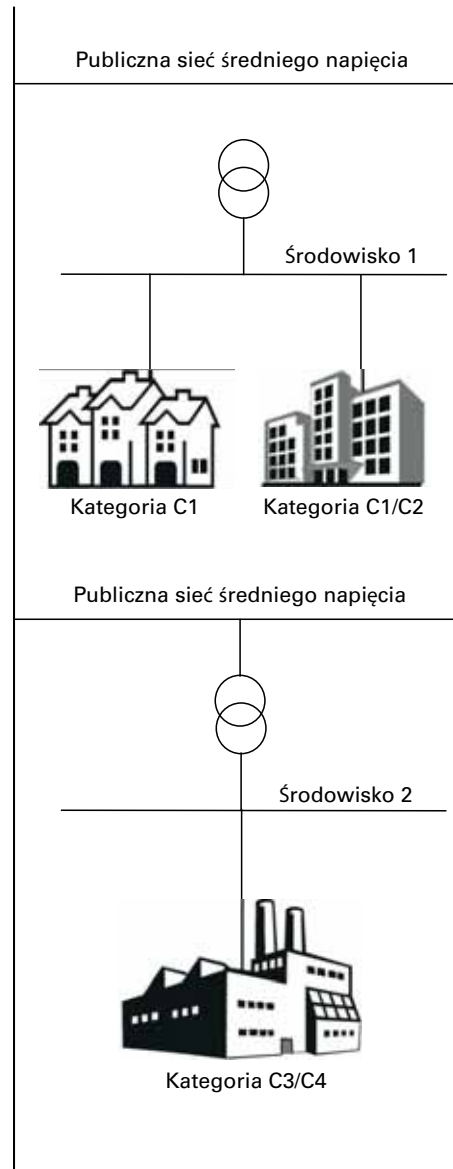 Publiczna sieć średniego napięcia
Środowisko 1
Kategoria C1
Kategoria C1/C2
Publiczna sieć średniego napięcia
Środowisko 2
Kategoria C3/C4